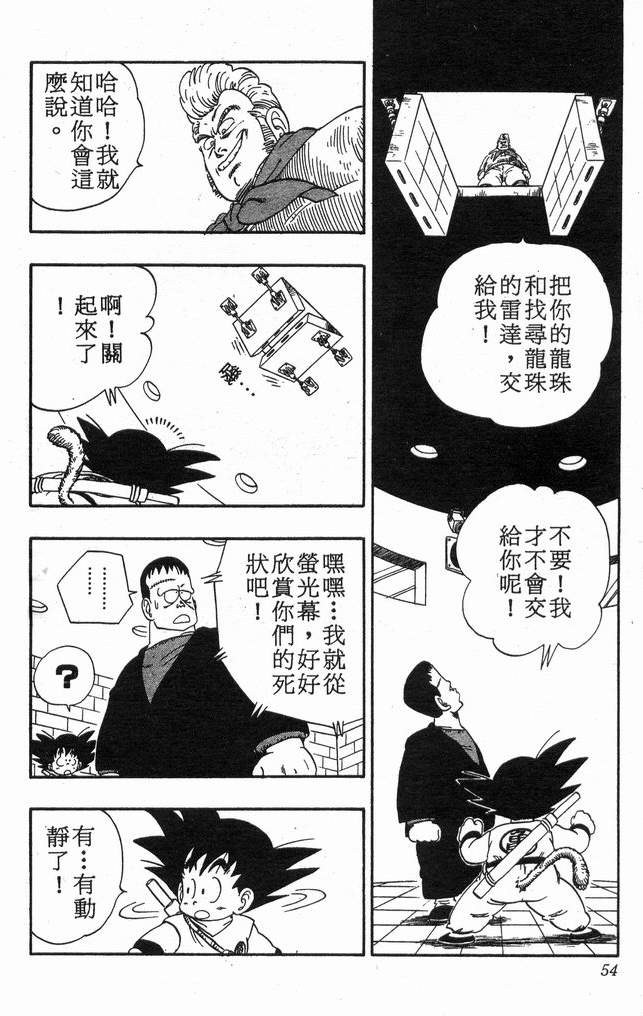 把你的龍珠
和找尋龍珠
的雷達，交
給我！
不要！我
才不會交
給你呢！
哈哈！我就
知道你會這
麼說。
啊！關
起來了
！
嘿嘿…我就從
螢光幕，好好
欣賞你們的死
狀吧！
……
？
有…有動
靜了！
54